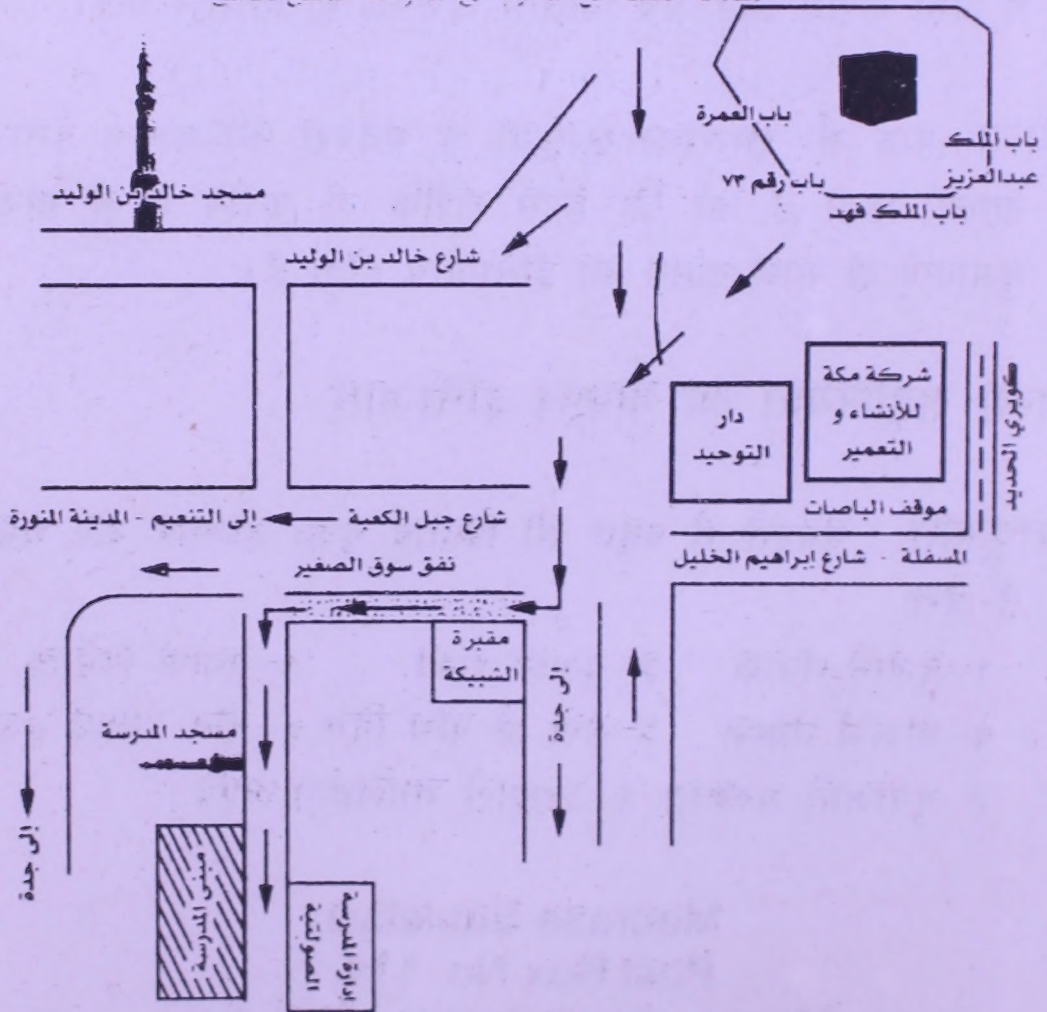 باب العمرة
باب الملك
عبدالعزيز
باب رقم ٧٣
باب الملك فهد
مسجد خالد بن الوليد
شارع خالد بن الوليد
شركة مكة
للأنشاء و
التعمير
كوبري الحديد
دار
التوحيد
موقف الباصات
شارع جبل الكعبة
إلى التنعيم - المدينة المنورة
المسفلة - شارع إبراهيم الخليل
نفق سوق الصغير
مقبرة
الشبيكة
إلى جدة
مسجد المدرسة
إلى جدة
مبنى المدرسة
إدارة المدرسة
الصولتية